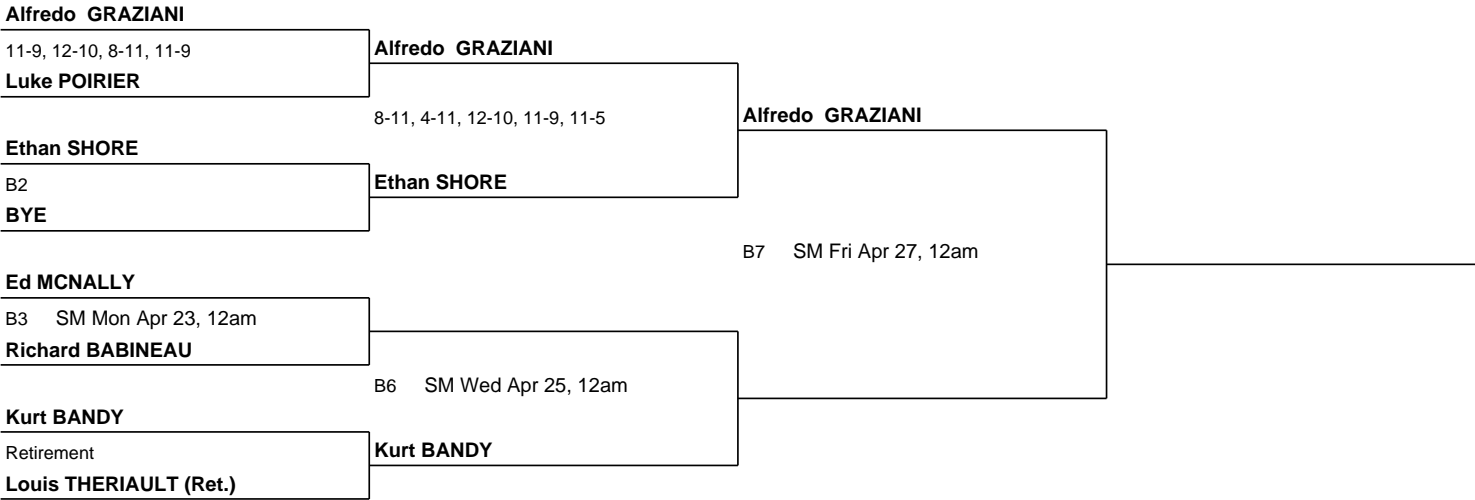 Alfredo  GRAZIANI
11-9, 12-10, 8-11, 11-9
Luke POIRIER
Ethan SHORE
B2
BYE
Ed MCNALLY
B3 SM Mon Apr 23, 12am
Richard BABINEAU
Kurt BANDY
Retirement
Louis THERIAULT (Ret.)
Alfredo  GRAZIANI
8-11, 4-11, 12-10, 11-9, 11-5
Ethan SHORE
B6 SM Wed Apr 25, 12am
Kurt BANDY
Alfredo  GRAZIANI
B7 SM Fri Apr 27, 12am